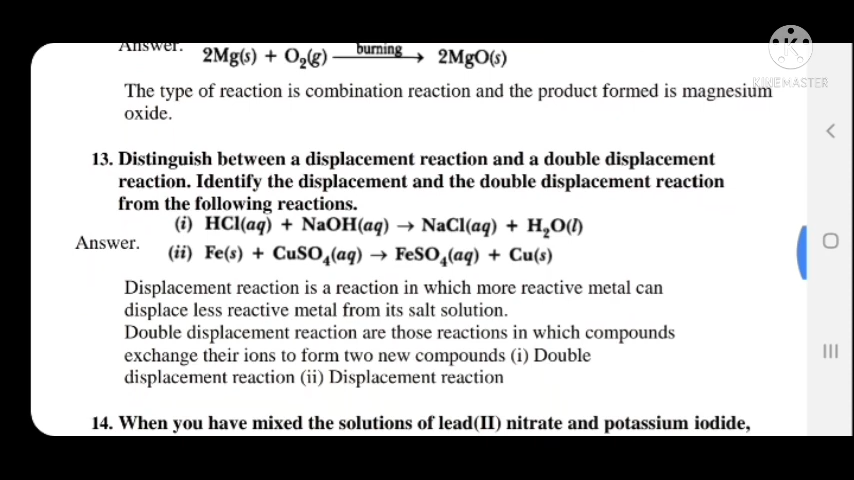 Answer. 2Mg(s) + O₂(g) burning → 2MgO(s)
KINEMASTER
The type of reaction is combination reaction and the product formed is magnesium
oxide.
13. Distinguish between a displacement reaction and a double displacement
reaction. Identify the displacement and the double displacement reaction
from the following reactions.
(i) HCl(aq) + NaOH(aq) → NaCl(aq) + H₂O(l)
Answer.
(ii) Fe(s) + CuSO₄(aq) → FeSO₄(aq) + Cu(s)
Displacement reaction is a reaction in which more reactive metal can
displace less reactive metal from its salt solution.
Double displacement reaction are those reactions in which compounds
exchange their ions to form two new compounds (i) Double
displacement reaction (ii) Displacement reaction
14. When you have mixed the solutions of lead(II) nitrate and potassium iodide,